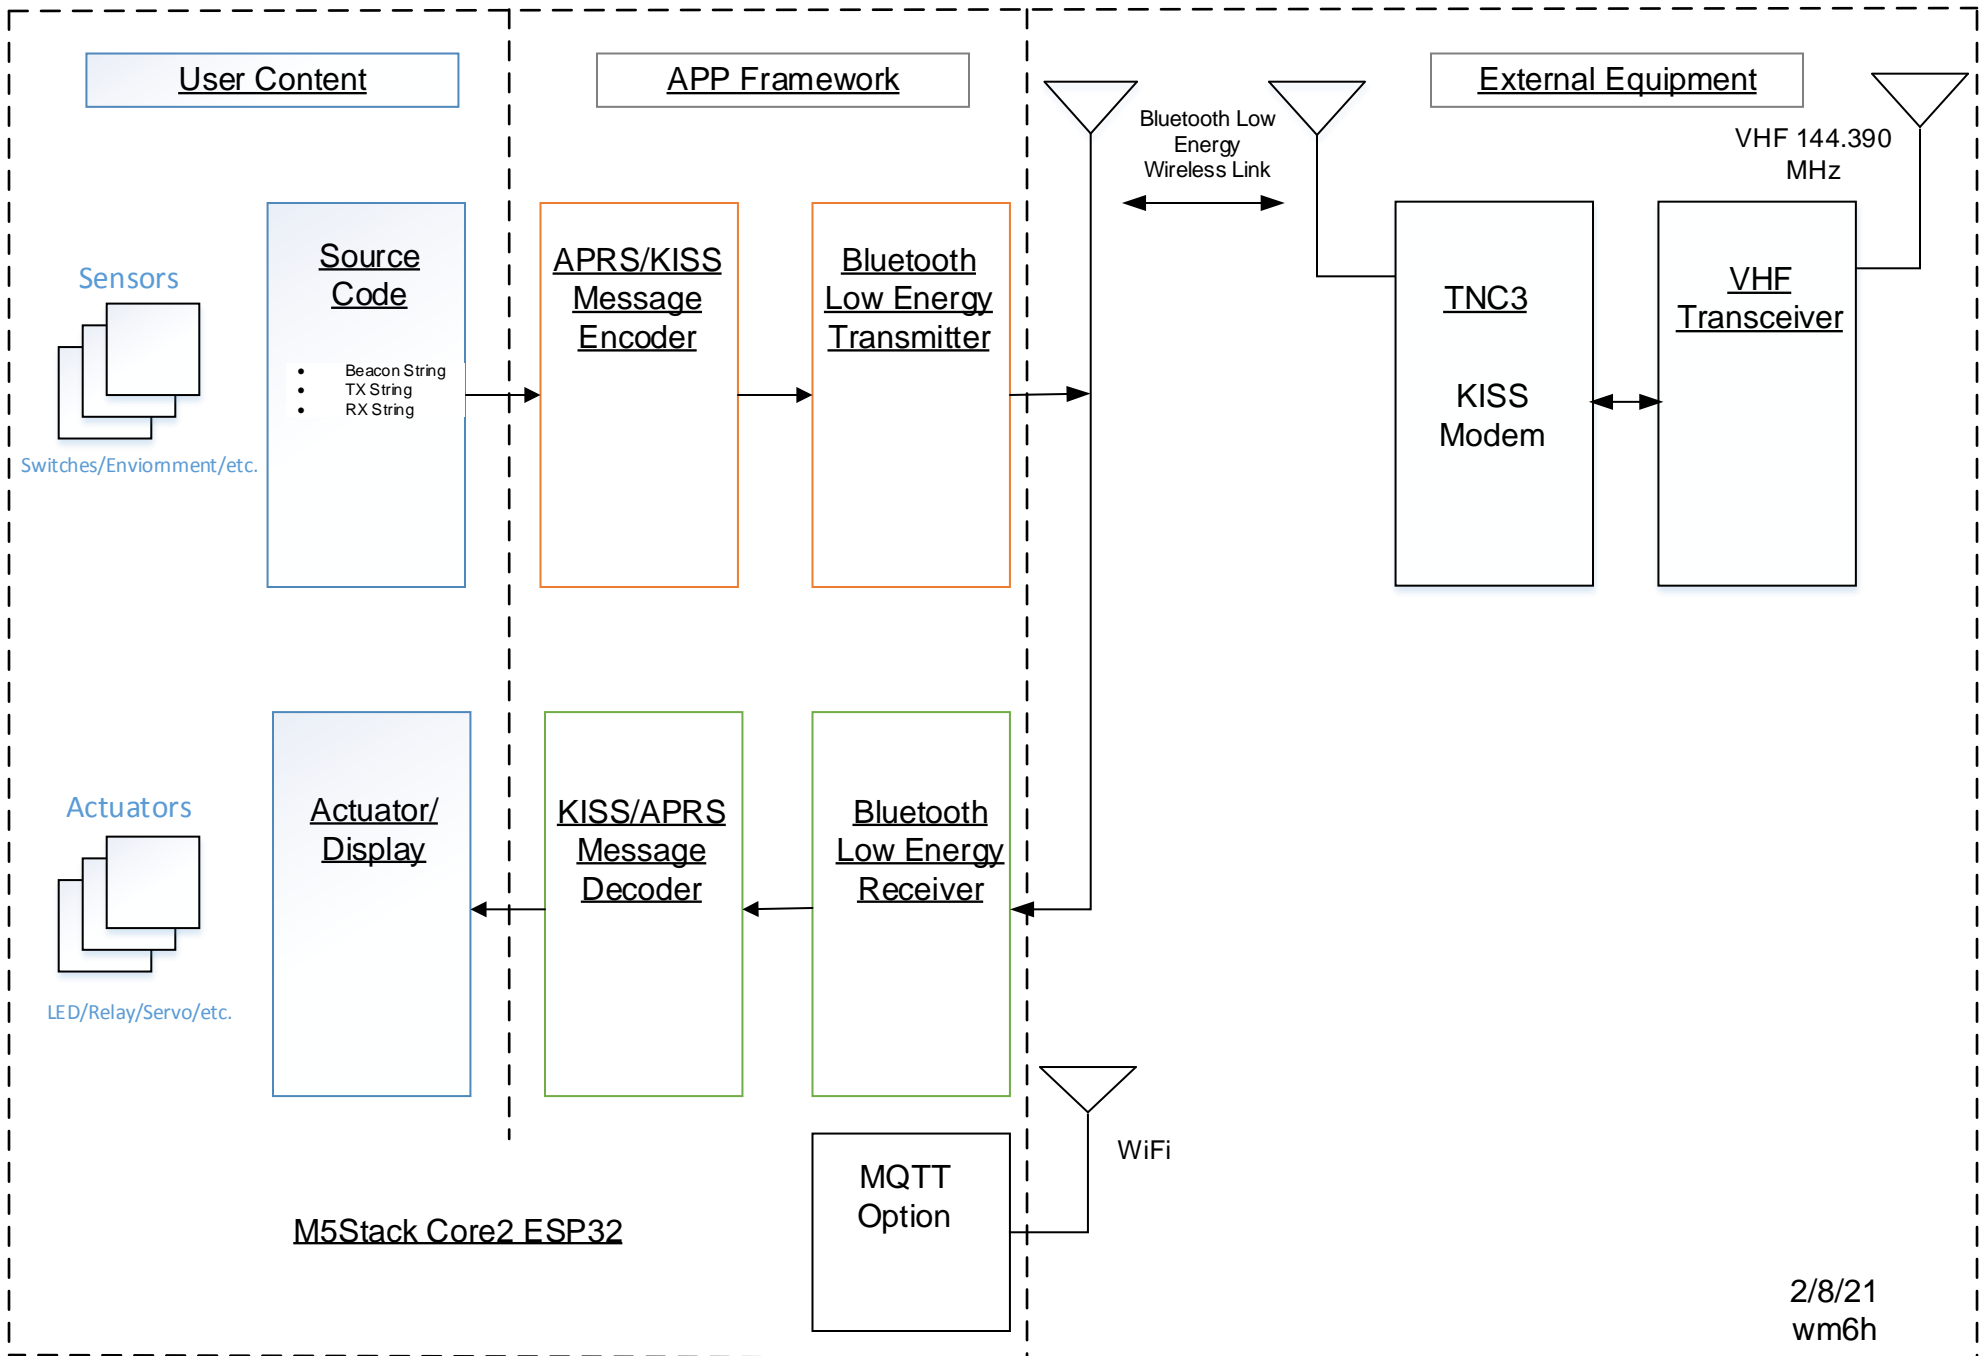 User Content
APP Framework
External Equipment
Bluetooth Low
Energy
Wireless Link
VHF 144.390
MHz
Sensors
Switches/Enviornment/etc.
Source
Code
• Beacon String
• TX String
• RX String
APRS/KISS
Message
Encoder
Bluetooth
Low Energy
Transmitter
TNC3
KISS
Modem
VHF
Transceiver
Actuators
LED/Relay/Servo/etc.
Actuator/
Display
KISS/APRS
Message
Decoder
Bluetooth
Low Energy
Receiver
WiFi
MQTT
Option
M5Stack Core2 ESP32
2/8/21
wm6h